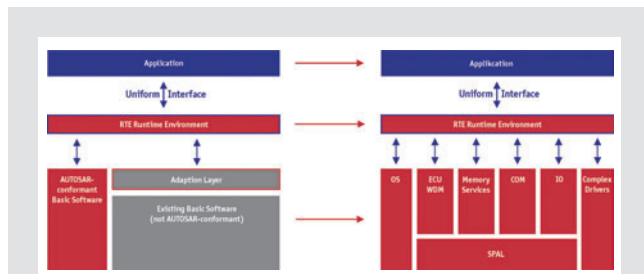 Application
Uniform Interface
RTE Runtime Environment
AUTOSAR-
conformant
Basic Software
Adaption Layer
Existing Basic Software
(not AUTOSAR-conformant)
Applikcation
Uniform Interface
RTE Runtime Environment
OS
ECU
WDM
Memory
Services
COM
IO
Complex
Drivers
SPAL